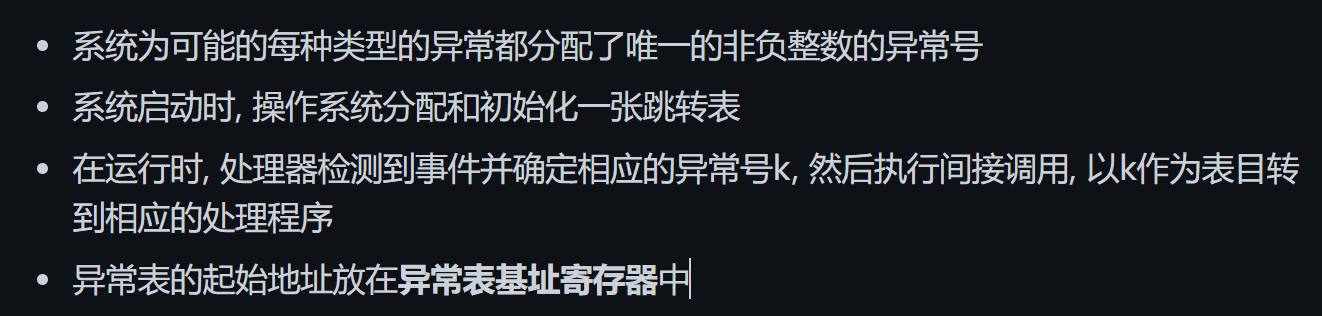 系统为可能的每种类型的异常都分配了唯一的非负整数的异常号
系统启动时, 操作系统分配和初始化一张跳转表
在运行时, 处理器检测到事件并确定相应的异常号k, 然后执行间接调用, 以k作为表目转
到相应的处理程序
异常表的起始地址放在异常表基址寄存器中